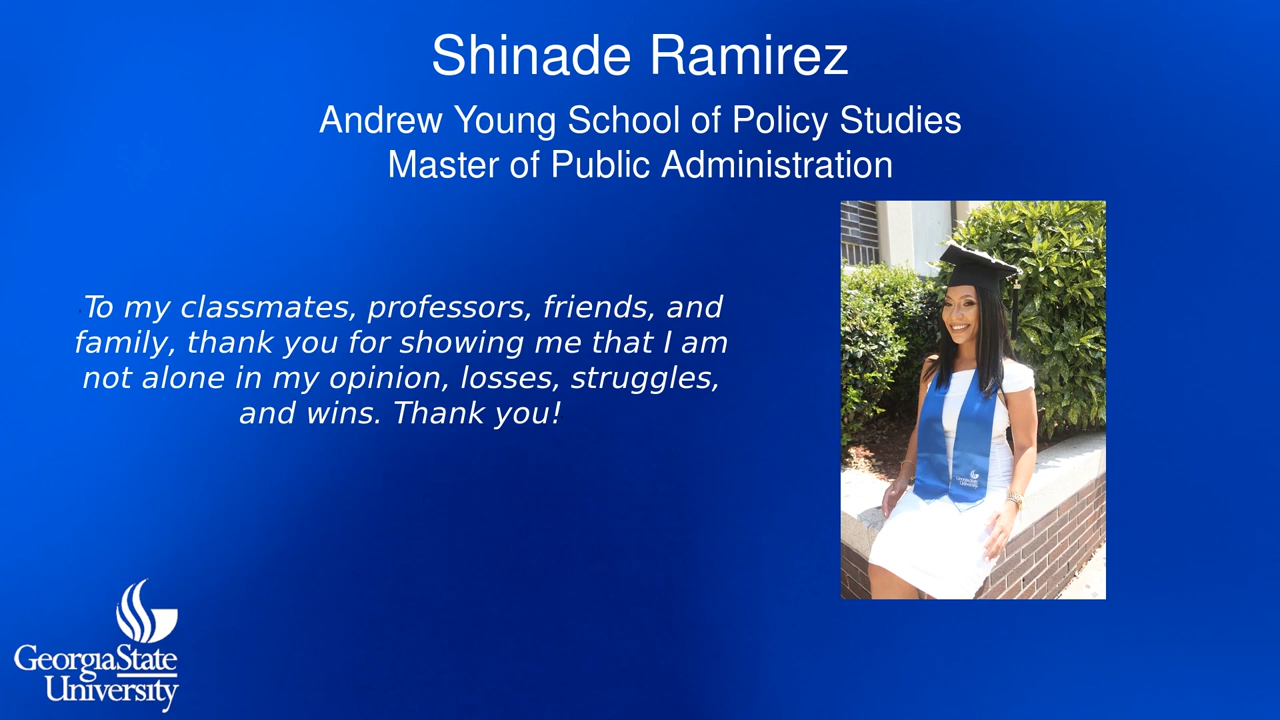 Shinade Ramirez
Andrew Young School of Policy Studies
Master of Public Administration
To my classmates, professors, friends, and
family, thank you for showing me that I am
not alone in my opinion, losses, struggles,
and wins. Thank you!
GeorgiaState
University
GeorgiaState
University